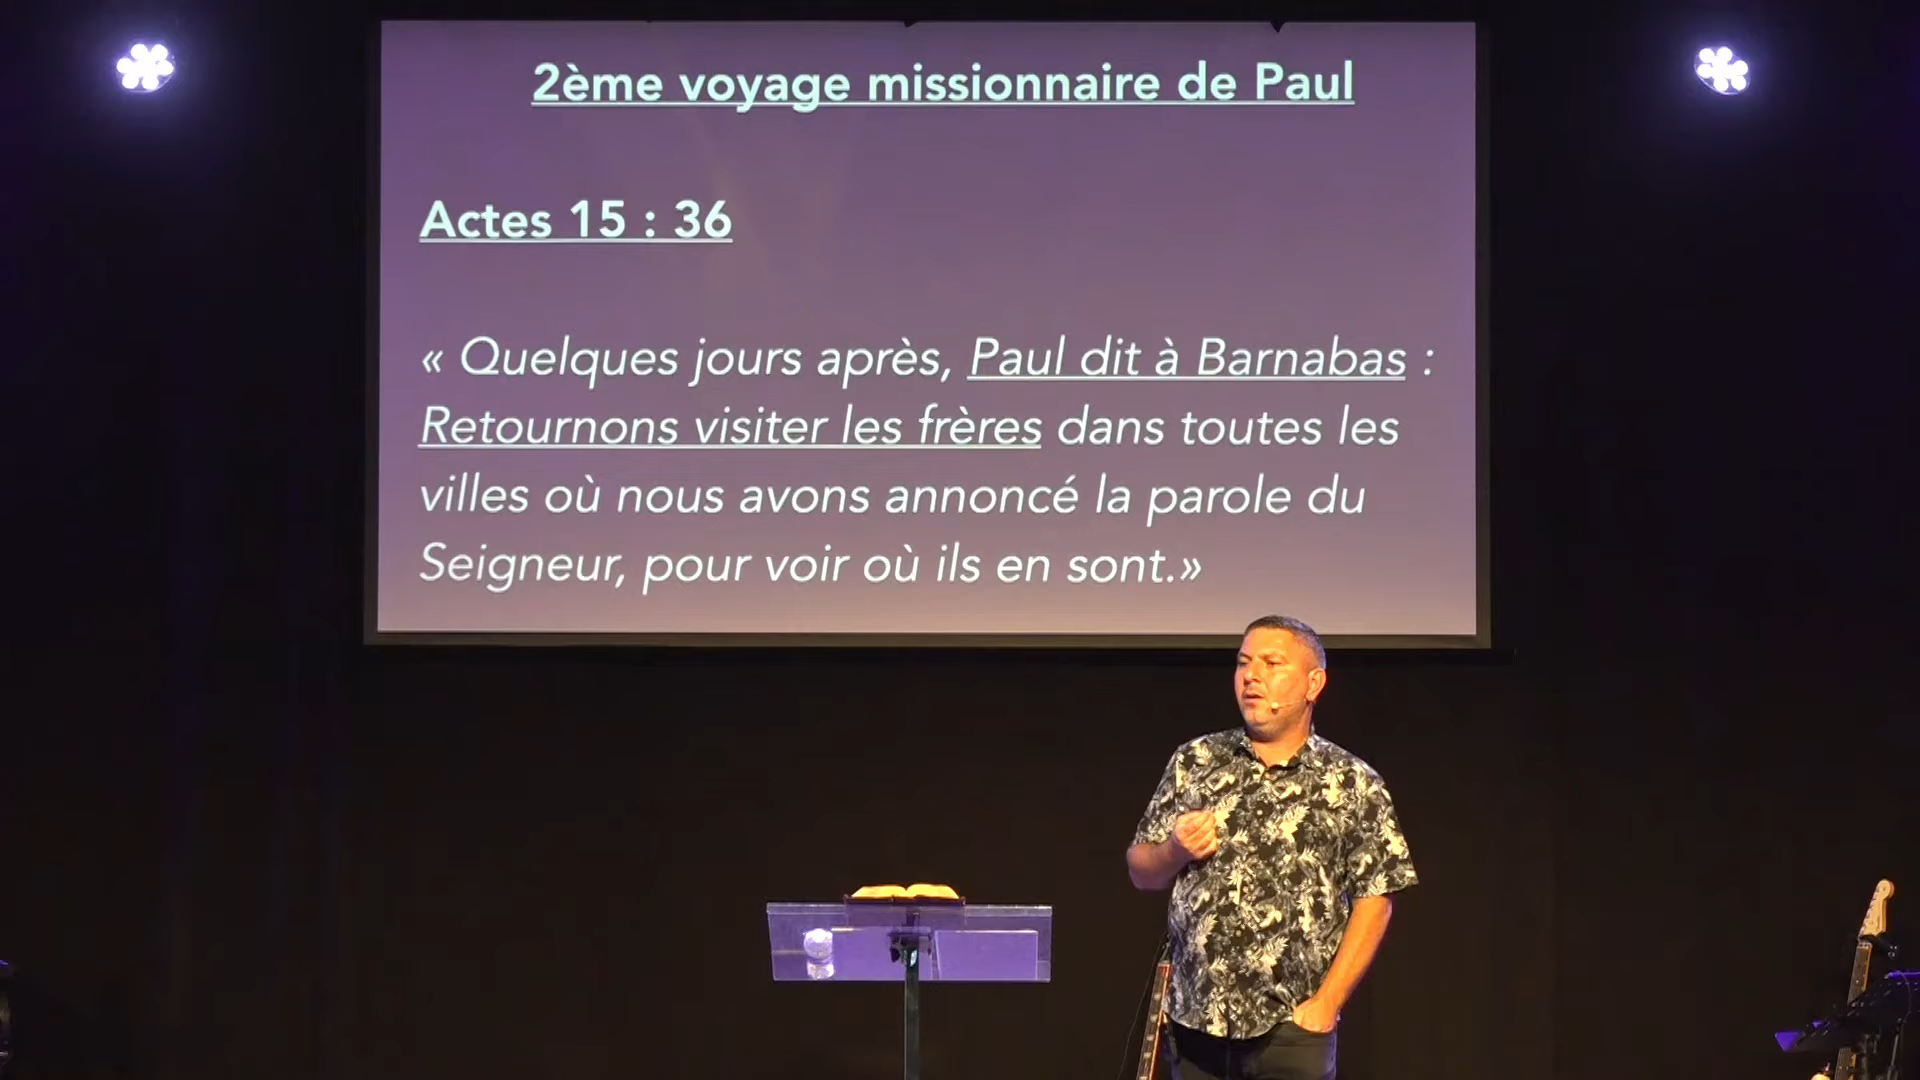 2ème voyage missionnaire de Paul
Actes 15 : 36
« Quelques jours après, Paul dit à Barnabas :
Retournons visiter les frères dans toutes les
villes où nous avons annoncé la parole du
Seigneur, pour voir où ils en sont.»